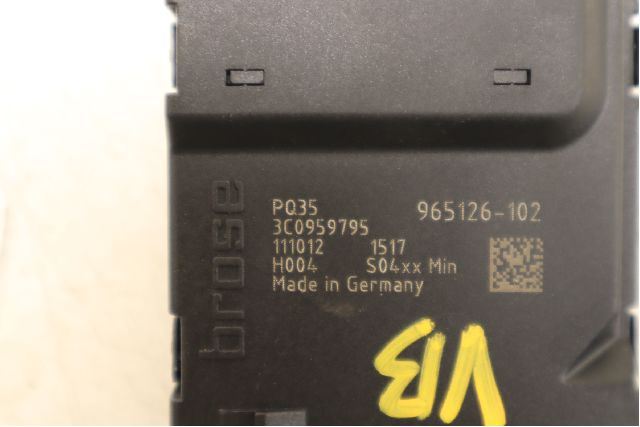 PQ35 965126-102
3C0959795
111012 1517
H004 S04xx Min
Made in Germany
brose
VB